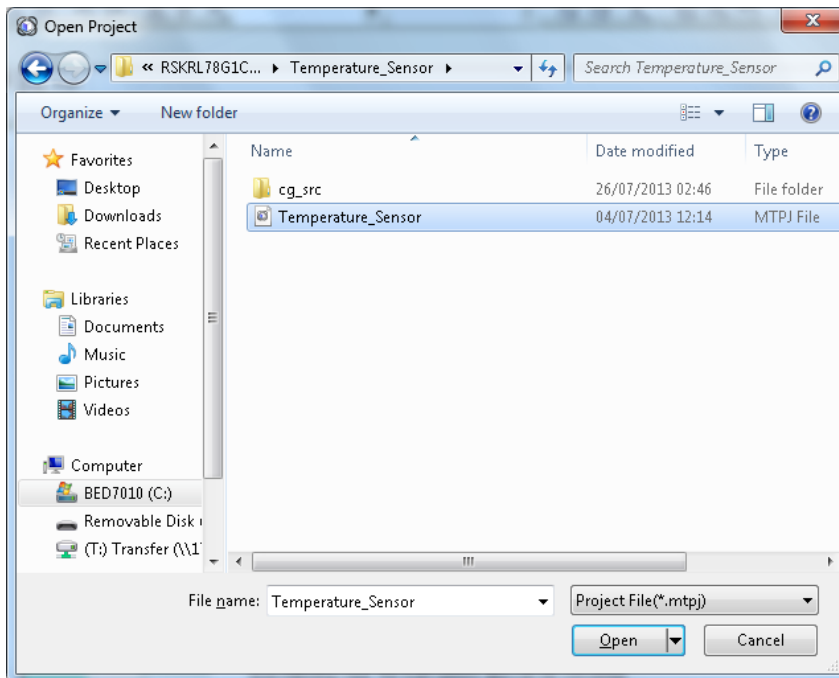 Open Project
« RSKRL78G1C... Temperature_Sensor
Search Temperature_Sensor
Organize
New folder
Name Date modified Type
Favorites
Desktop
Downloads
Recent Places
Libraries
Documents
Music
Pictures
Videos
Computer
BED7010 (C:)
Removable Disk
(T:) Transfer (\\1
cg_src 26/07/2013 02:46 File folder
Temperature_Sensor 04/07/2013 12:14 MTPJ File
File name: Temperature_Sensor
Project File(*.mtpj)
Open Cancel